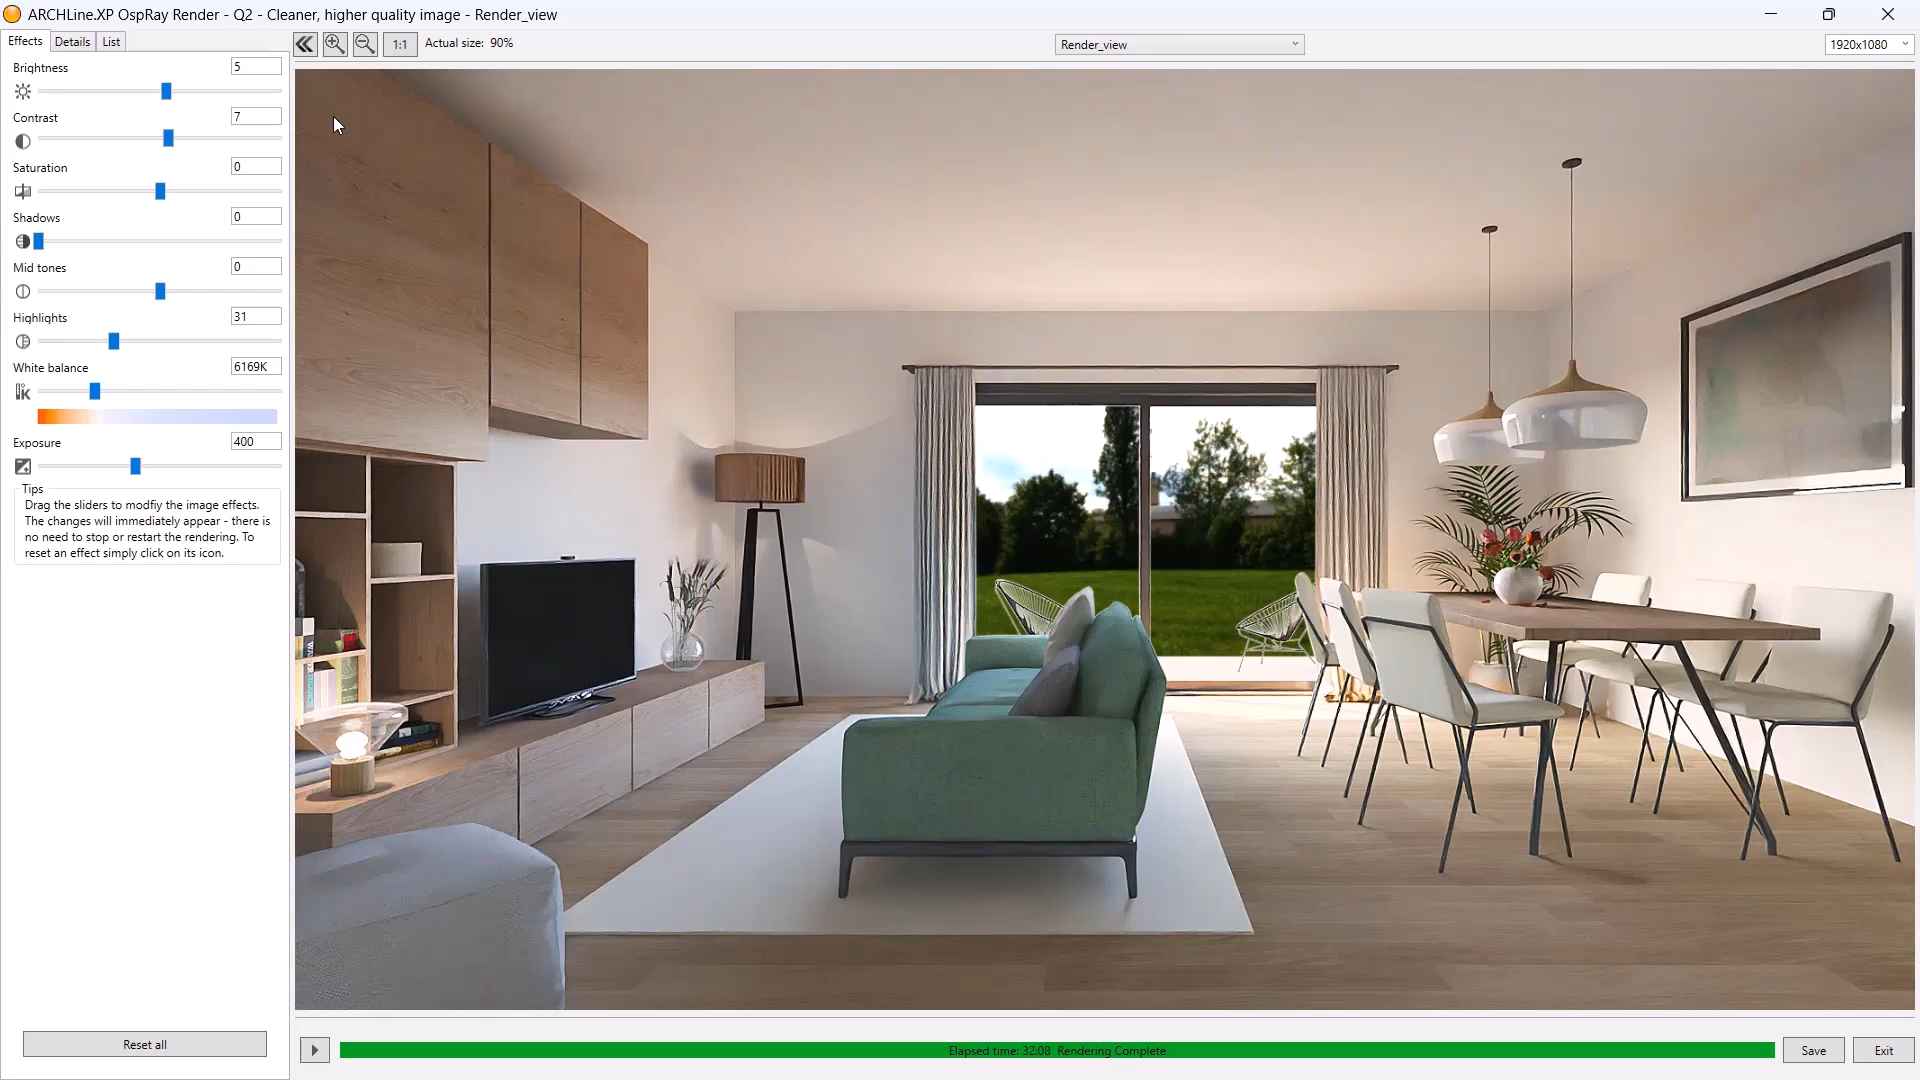 ARCHLine.XP OspRay Render - Q2 - Cleaner, higher quality image - Render_view
Effects
Details
List
1:1
Actual size: 90%
Render_view
1920x1080
Brightness
5
Contrast
7
Saturation
0
Shadows
0
Mid tones
0
Highlights
31
White balance
6169K
Exposure
400
Tips
Drag the sliders to modfiy the image effects.
The changes will immediately appear - there is
no need to stop or restart the rendering. To
reset an effect simply click on its icon.
Reset all
Elapsed time: 32:08 Rendering Complete
Save
Exit